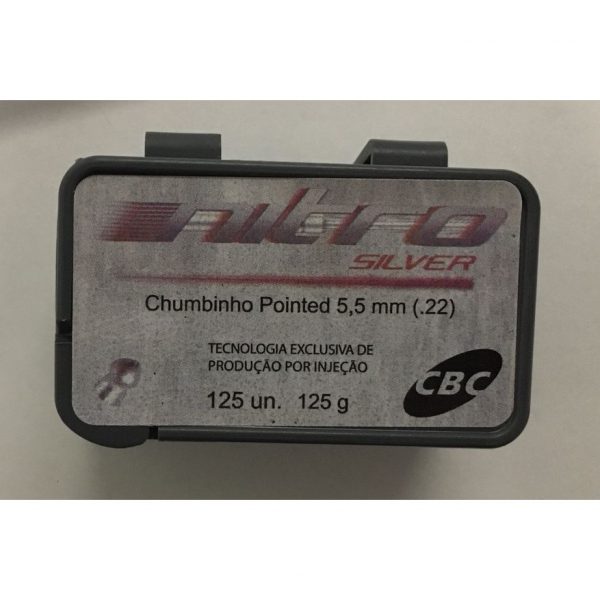 nitro
SILVER
Chumbinho Pointed 5,5 mm (.22)
TECNOLOGIA EXCLUSIVA DE
PRODUÇÃO POR INJEÇÃO
CBC
125 un. 125 g